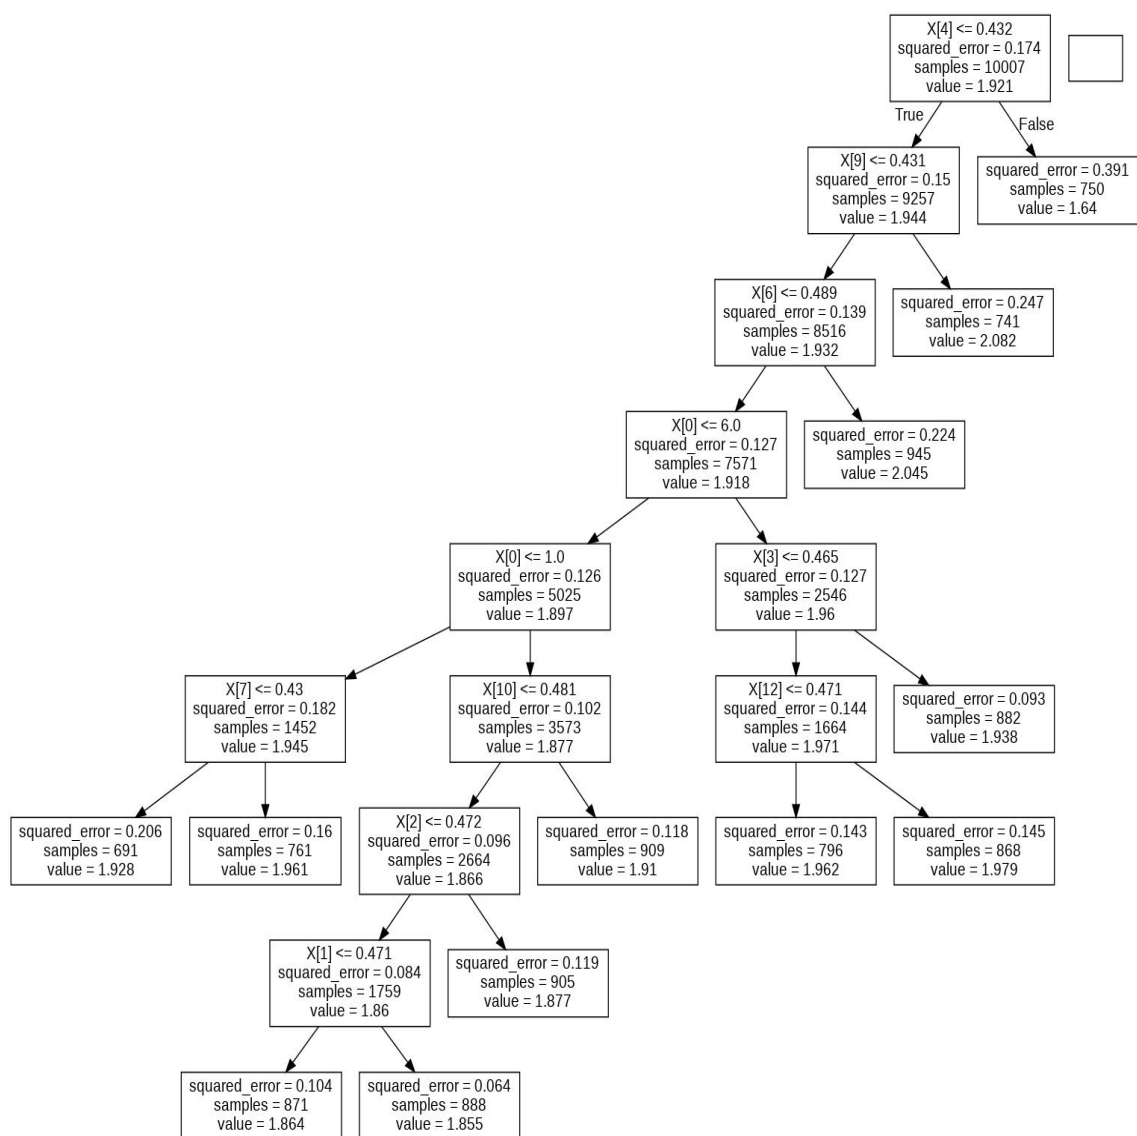 X[4] <= 0.432
squared_error = 0.174
samples = 10007
value = 1.921
True
False
X[9] <= 0.431
squared_error = 0.15
samples = 9257
value = 1.944
squared_error = 0.391
samples = 750
value = 1.64
X[6] <= 0.489
squared_error = 0.139
samples = 8516
value = 1.932
squared_error = 0.247
samples = 741
value = 2.082
X[0] <= 6.0
squared_error = 0.127
samples = 7571
value = 1.918
squared_error = 0.224
samples = 945
value = 2.045
X[0] <= 1.0
squared_error = 0.126
samples = 5025
value = 1.897
X[3] <= 0.465
squared_error = 0.127
samples = 2546
value = 1.96
X[7] <= 0.43
squared_error = 0.182
samples = 1452
value = 1.945
X[10] <= 0.481
squared_error = 0.102
samples = 3573
value = 1.877
X[12] <= 0.471
squared_error = 0.144
samples = 1664
value = 1.971
squared_error = 0.093
samples = 882
value = 1.938
squared_error = 0.206
samples = 691
value = 1.928
squared_error = 0.16
samples = 761
value = 1.961
X[2] <= 0.472
squared_error = 0.096
samples = 2664
value = 1.866
squared_error = 0.118
samples = 909
value = 1.91
squared_error = 0.143
samples = 796
value = 1.962
squared_error = 0.145
samples = 868
value = 1.979
X[1] <= 0.471
squared_error = 0.084
samples = 1759
value = 1.86
squared_error = 0.119
samples = 905
value = 1.877
squared_error = 0.104
samples = 871
value = 1.864
squared_error = 0.064
samples = 888
value = 1.855